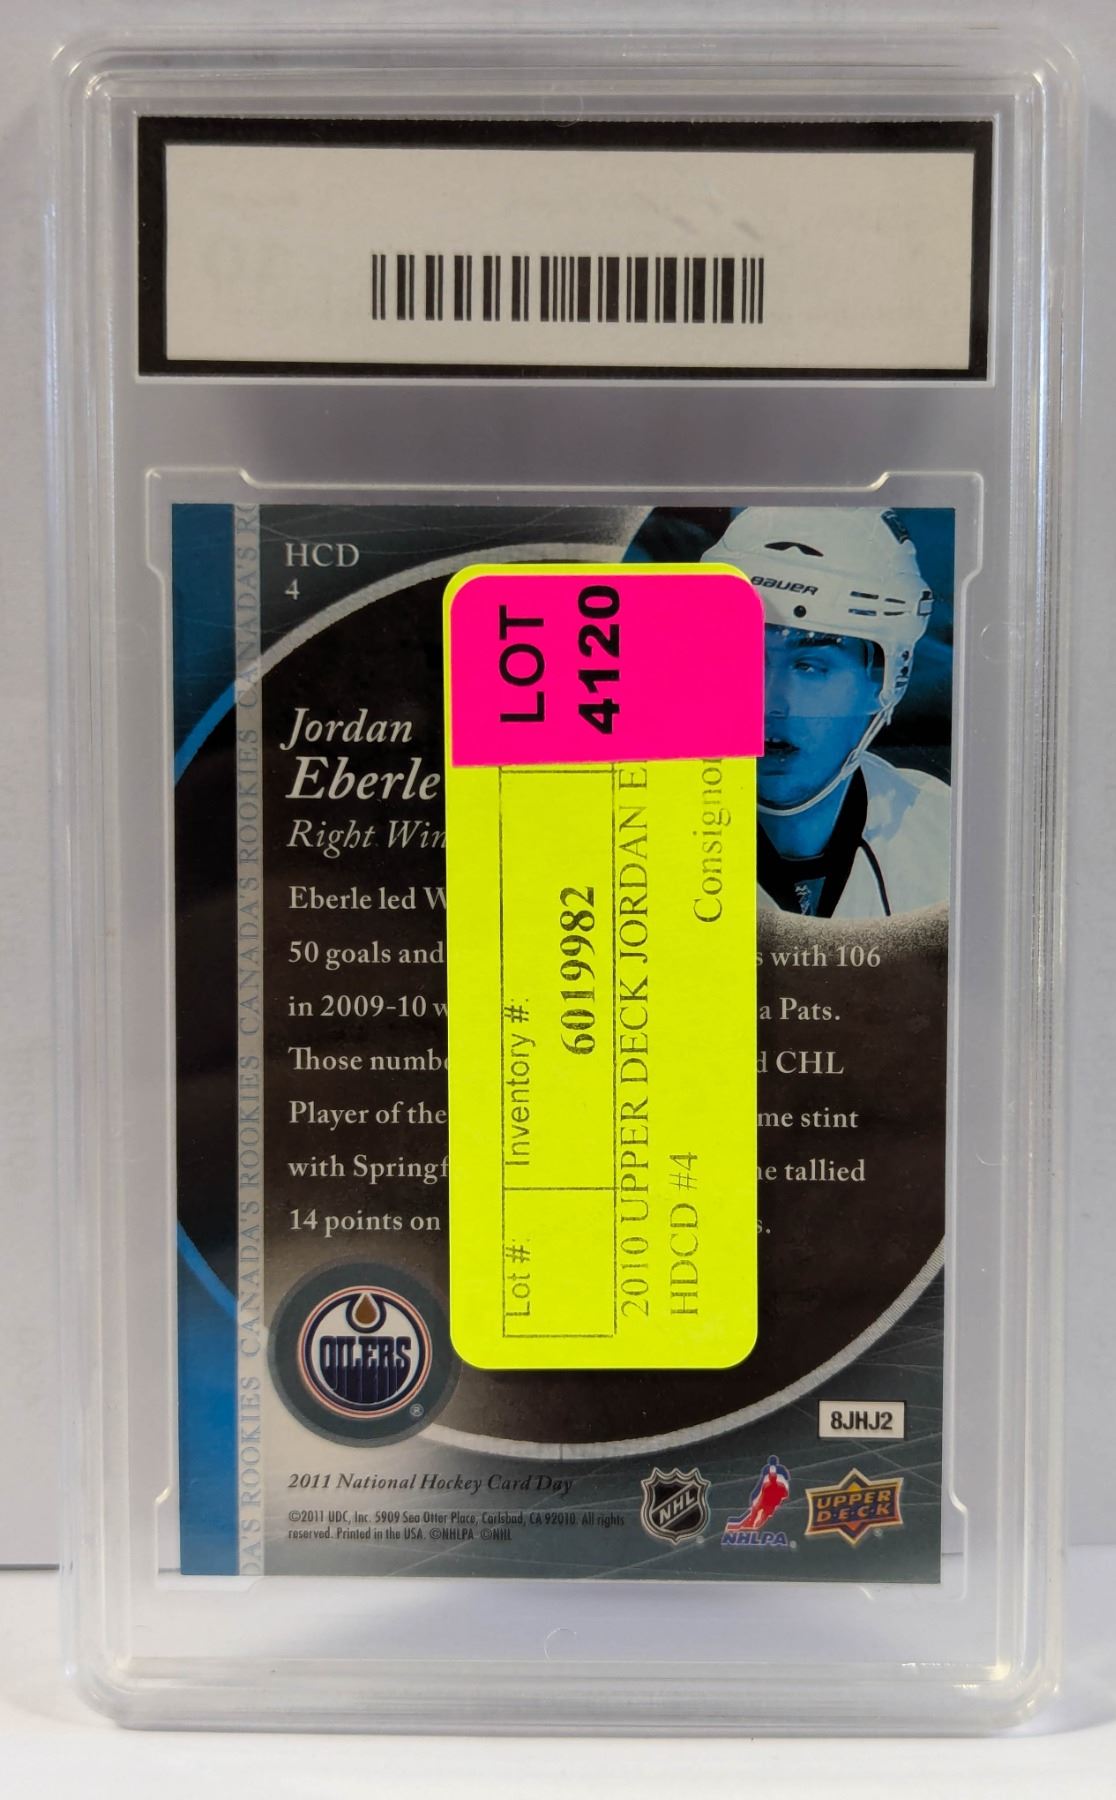 HCD
4
BAUER
Jordan
Eberle
Right
Eberle led
50 goals and
s with 106
in 2009-10 w
a Pats.
Those numb
d CHL
Player of the
me stint
with Springf
he tallied
14 points on
s.
LOT
4120
Lot #:
Inventory #:
6019982
2010 UPPER DECK JORDAN E
HDCD #4
Consigno
CANADA'S ROOKIES CANADA'S ROOKIES CANADA'S ROOKIES CANADA'S
OILERS
8JHJ2
2011 National Hockey Card Day
©2011 UDC, Inc. 5909 Sea Otter Place, Carlsbad, CA 92010. All rights
reserved. Printed in the USA. ©NHLPA ©NHL
NHL
NHLPA
UPPER
DECK